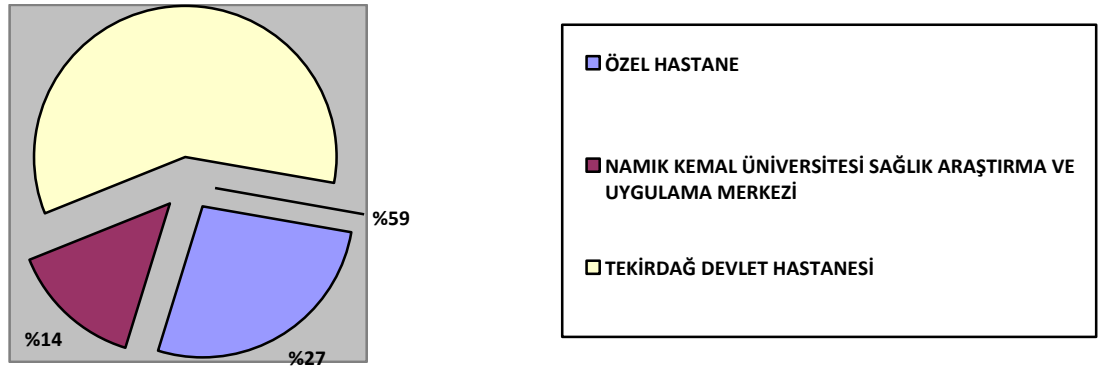 %59
%14
%27
ÖZEL HASTANE
NAMIK KEMAL ÜNİVERSİTESİ SAĞLIK ARAŞTIRMA VE
UYGULAMA MERKEZİ
TEKİRDAĞ DEVLET HASTANESİ